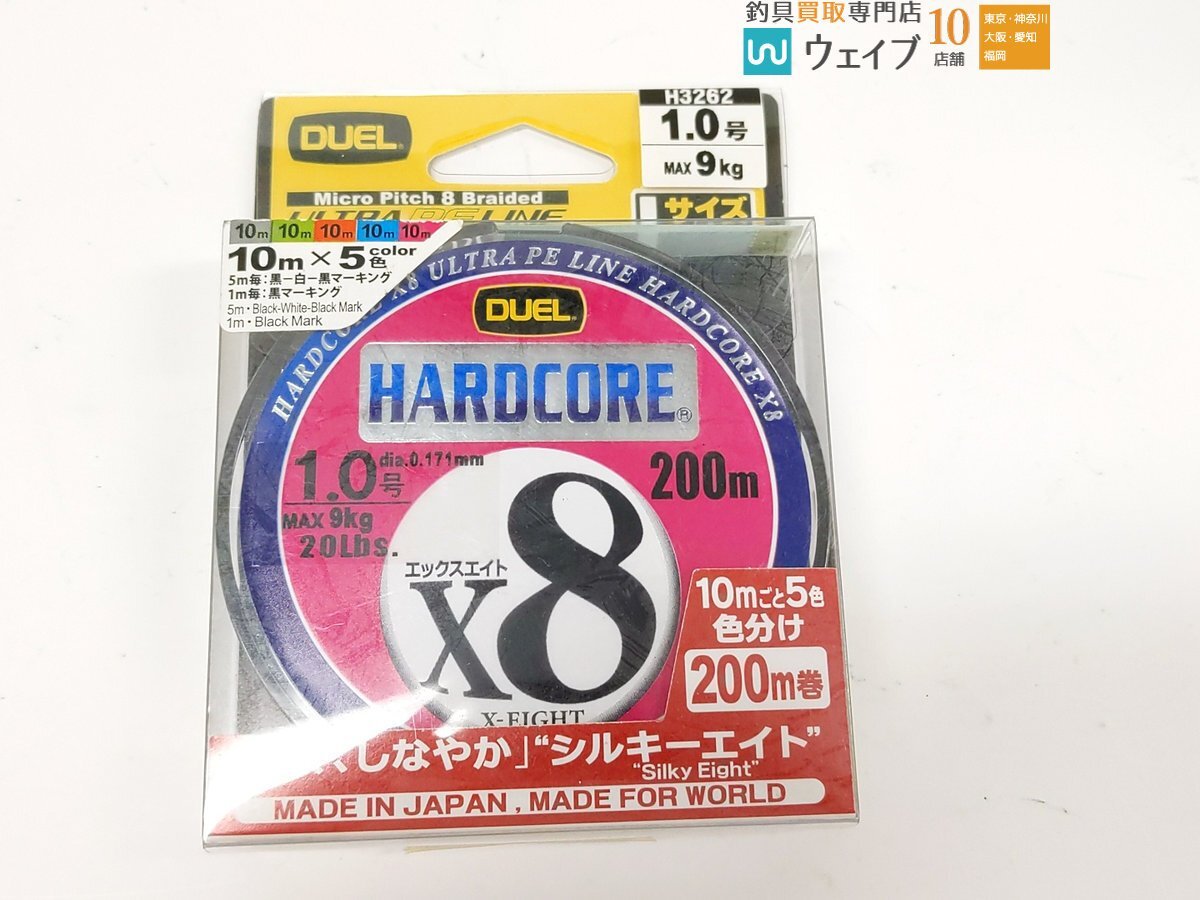 釣具買取専門店
ウェイブ
10
店舗
東京・神奈川
大阪・愛知
福岡
DUEL
H3262
1.0号
MAX 9kg
サイズ
Micro Pitch 8 Braided
ULTRA PE LINE
10m 10m 10m 10m 10m
10m×5色 color
5m毎:黒-白-黒マーキング
1m毎:黒マーキング
5m・Black-White-Black Mark
1m・Black Mark
HARDCORE X8 ULTRA PE LINE HARDCORE X8
DUEL
HARDCORE®
1.0号 dia.0.171mm
MAX 9kg
20Lbs.
200m
エックスエイト
X8
X-EIGHT
10mごと5色
色分け
200m巻
しなやか」“シルキーエイト”
“Silky Eight”
MADE IN JAPAN , MADE FOR WORLD